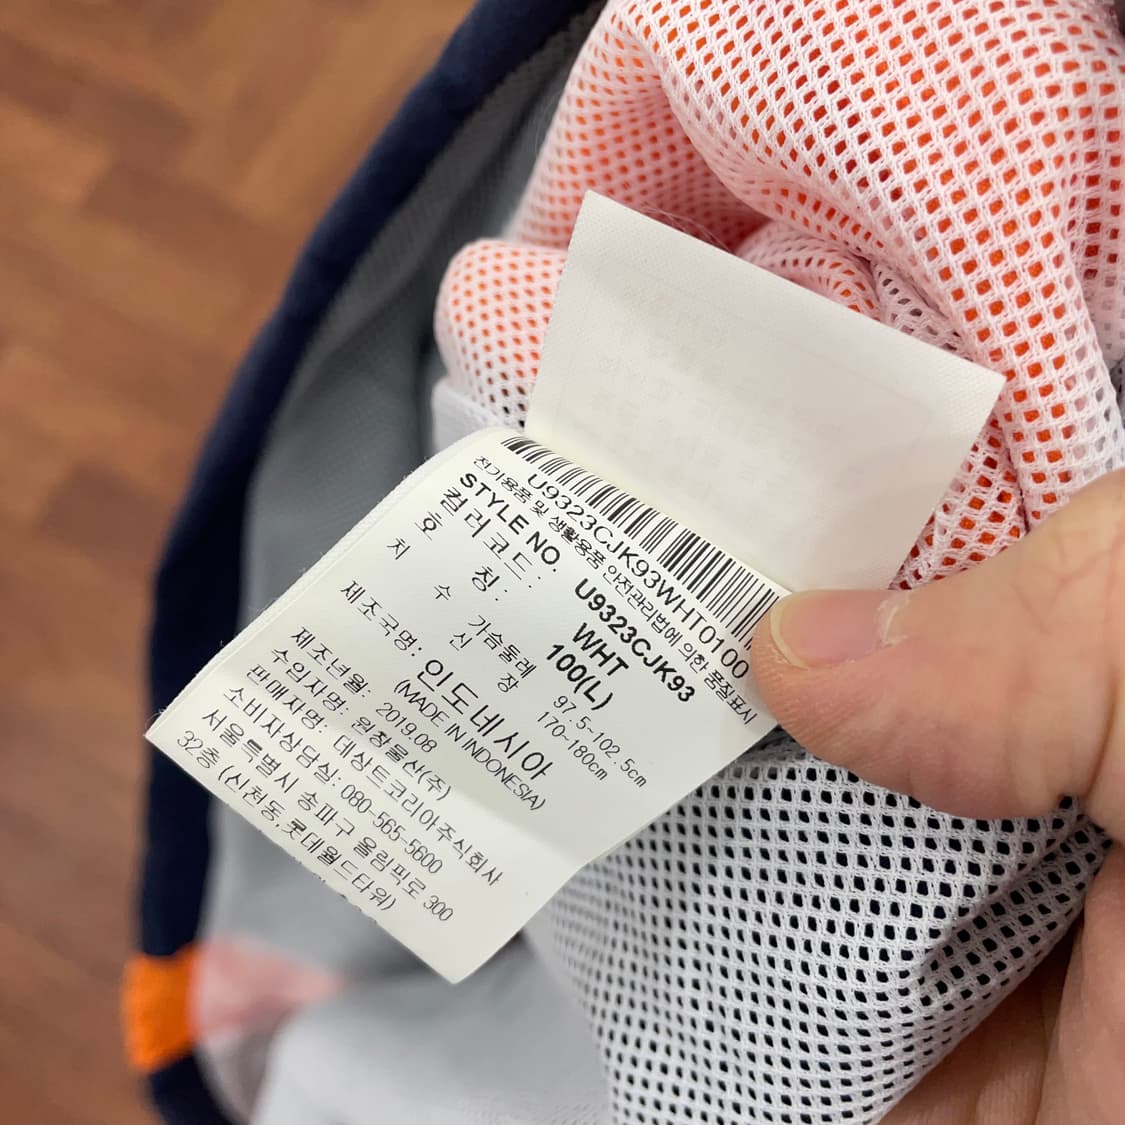 U9323CJK93WHT0100
전기용품 및 생활용품 안전관리법에 의한 품질표시
STYLE NO. U9323CJK93
컬러코드: WHT
호 칭: 100(L)
치 수 가슴둘레 97.5-102.5cm
신 장 170-180cm
제조국명: 인도네시아
(MADE IN INDONESIA)
제조년월: 2019.08
수입자명: 원창물산(주)
판매자명: 데상트코리아주식회사
소비자상담실: 080-565-5600
서울특별시 송파구 올림픽로 300
32층 (신천동,롯데월드타워)